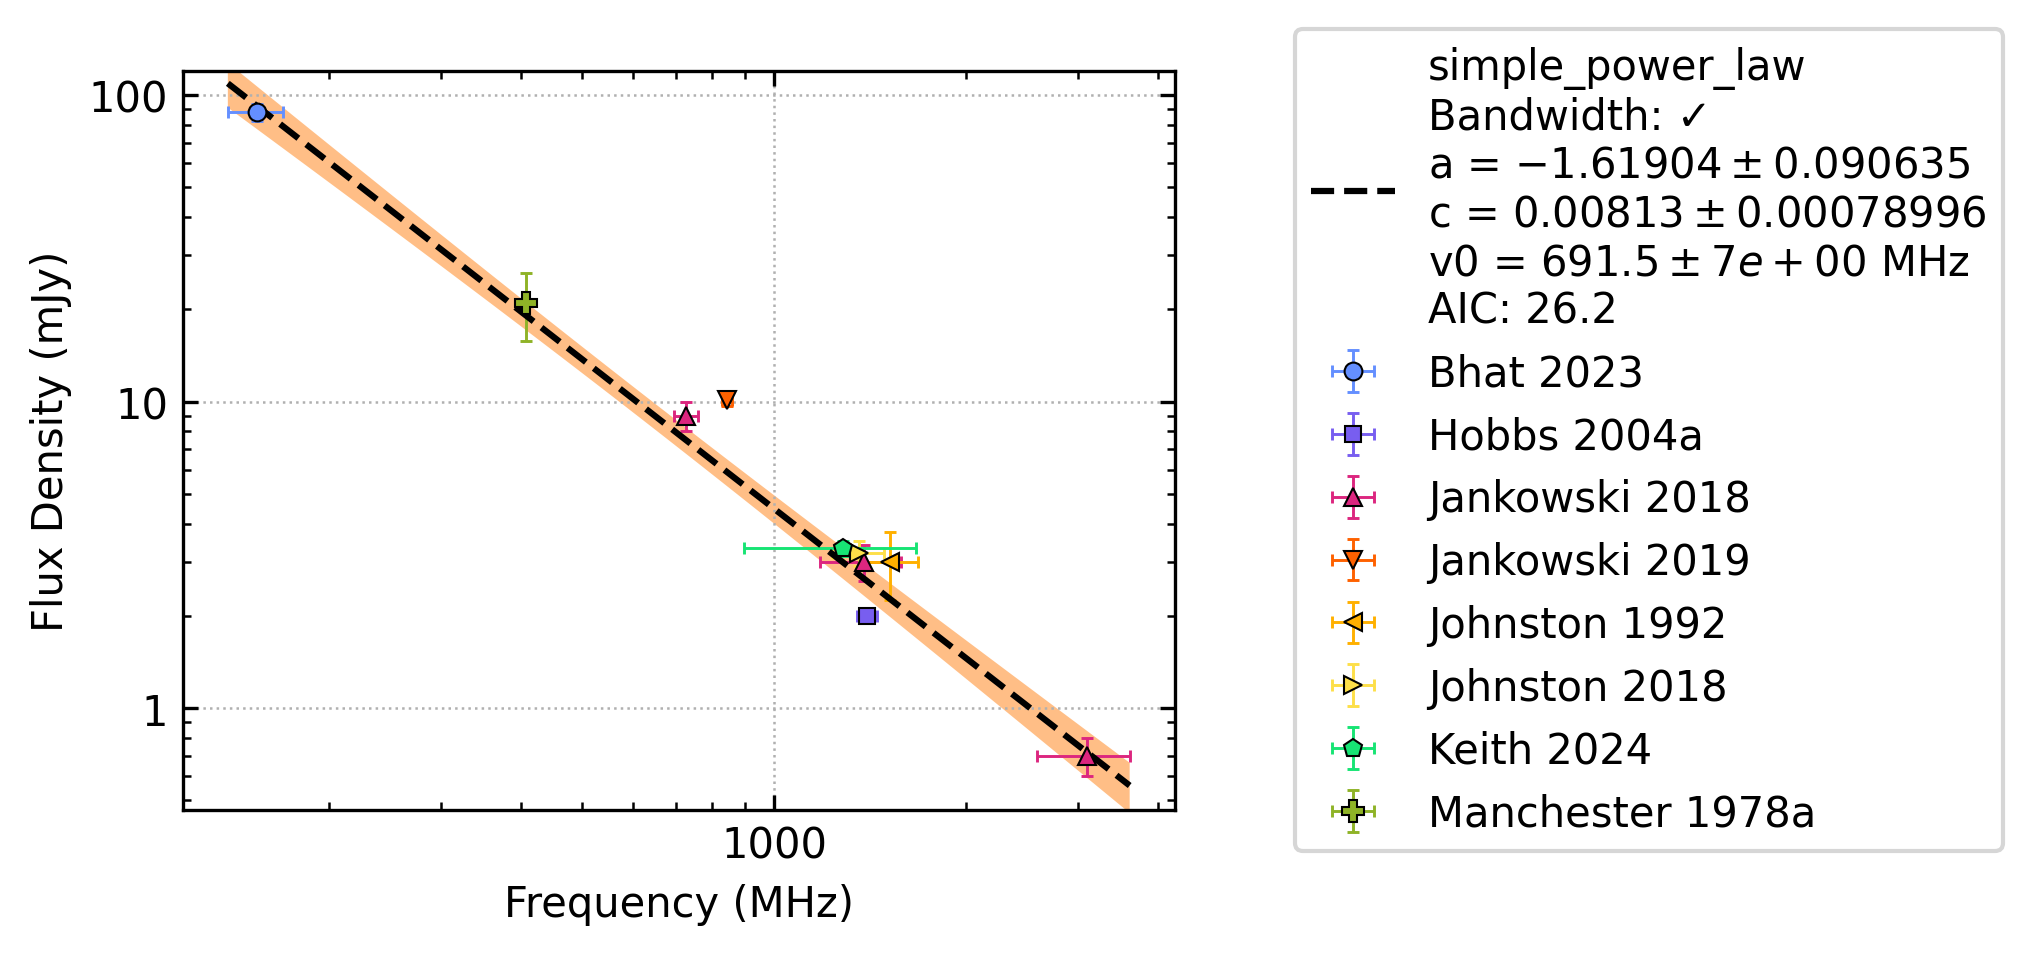 100
10
1
Flux Density (mJy)
1000
Frequency (MHz)
simple_power_law
Bandwidth: ✓
a = −1.61904 ± 0.090635
c = 0.00813 ± 0.00078996
v0 = 691.5 ± 7e + 00 MHz
AIC: 26.2
Bhat 2023
Hobbs 2004a
Jankowski 2018
Jankowski 2019
Johnston 1992
Johnston 2018
Keith 2024
Manchester 1978a